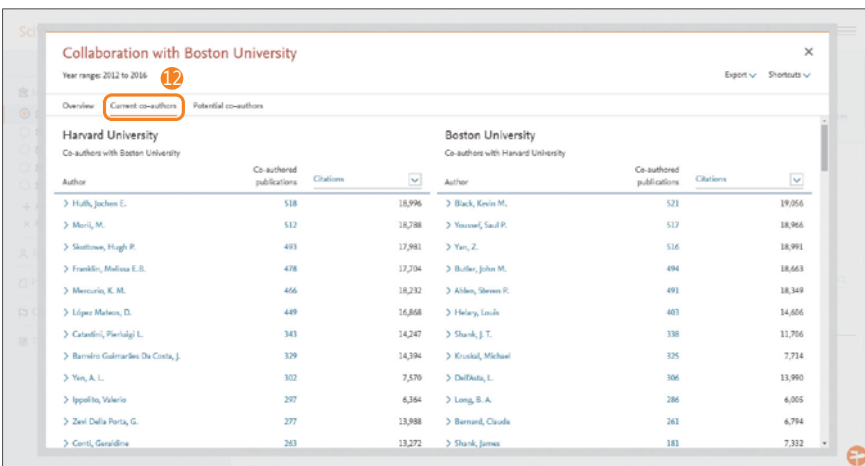 Sci
Collaboration with Boston University
Year range: 2012 to 2016
12
Export
Shortcuts
Overview Current co-authors Potential co-authors
Harvard University
Co-authors with Boston University
Author Co-authored publications Citations
Huth, Jochen E. 518 18,996
Morii, M. 512 18,788
Skottowe, Hugh P. 493 17,981
Franklin, Melissa E.B. 478 17,704
Mercurio, K. M. 466 18,232
López Mateos, D. 449 16,868
Catastini, Pierluigi L. 343 14,247
Barreiro Guimarães Da Costa, J. 329 14,394
Yen, A. L. 302 7,570
Ippolito, Valerio 297 6,364
Zevi Della Porta, G. 277 13,988
Conti, Geraldine 263 13,272
Boston University
Co-authors with Harvard University
Author Co-authored publications Citations
Black, Kevin M. 521 19,056
Youssef, Saul P. 517 18,966
Yan, Z. 516 18,991
Butler, John M. 494 18,663
Ahlen, Steven P. 491 18,349
Helary, Louis 403 14,606
Shank, J. T. 338 11,706
Kruskal, Michael 325 7,714
Dell'Asta, L. 306 13,990
Long, B. A. 286 6,005
Bernard, Claude 261 6,794
Shank, James 181 7,332